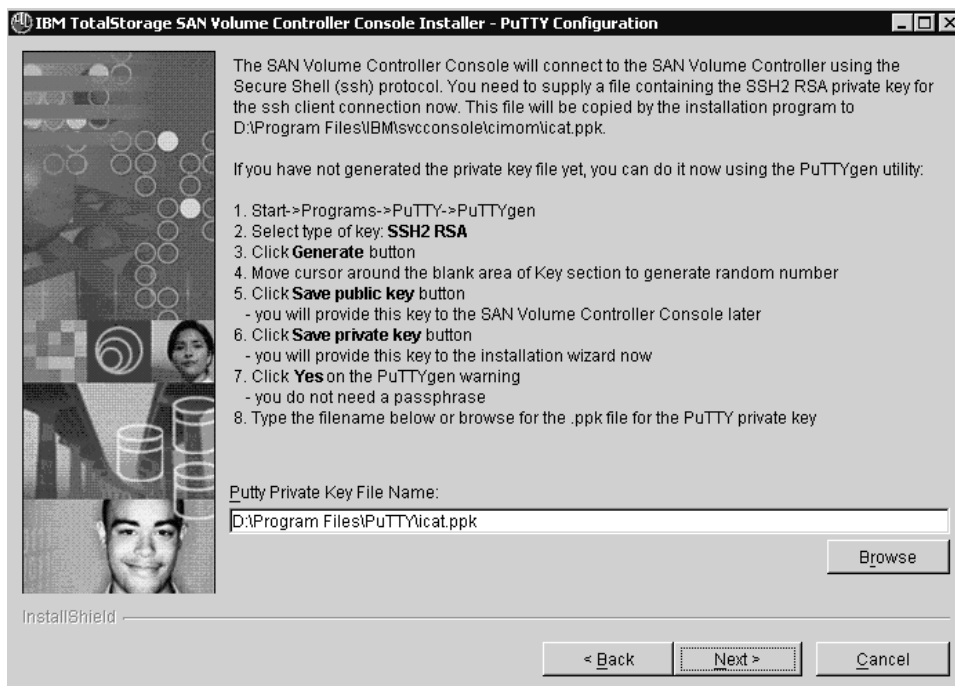 IBM TotalStorage SAN Volume Controller Console Installer - PuTTY Configuration
The SAN Volume Controller Console will connect to the SAN Volume Controller using the
Secure Shell (ssh) protocol. You need to supply a file containing the SSH2 RSA private key for
the ssh client connection now. This file will be copied by the installation program to
D:\Program Files\IBM\svcconsole\cimom\icat.ppk.
If you have not generated the private key file yet, you can do it now using the PuTTYgen utility:
1. Start->Programs->PuTTY->PuTTYgen
2. Select type of key: SSH2 RSA
3. Click Generate button
4. Move cursor around the blank area of Key section to generate random number
5. Click Save public key button
- you will provide this key to the SAN Volume Controller Console later
6. Click Save private key button
- you will provide this key to the installation wizard now
7. Click Yes on the PuTTYgen warning
- you do not need a passphrase
8. Type the filename below or browse for the .ppk file for the PuTTY private key
Putty Private Key File Name:
D:\Program Files\PuTTY\icat.ppk
Browse
InstallShield
< Back
Next >
Cancel